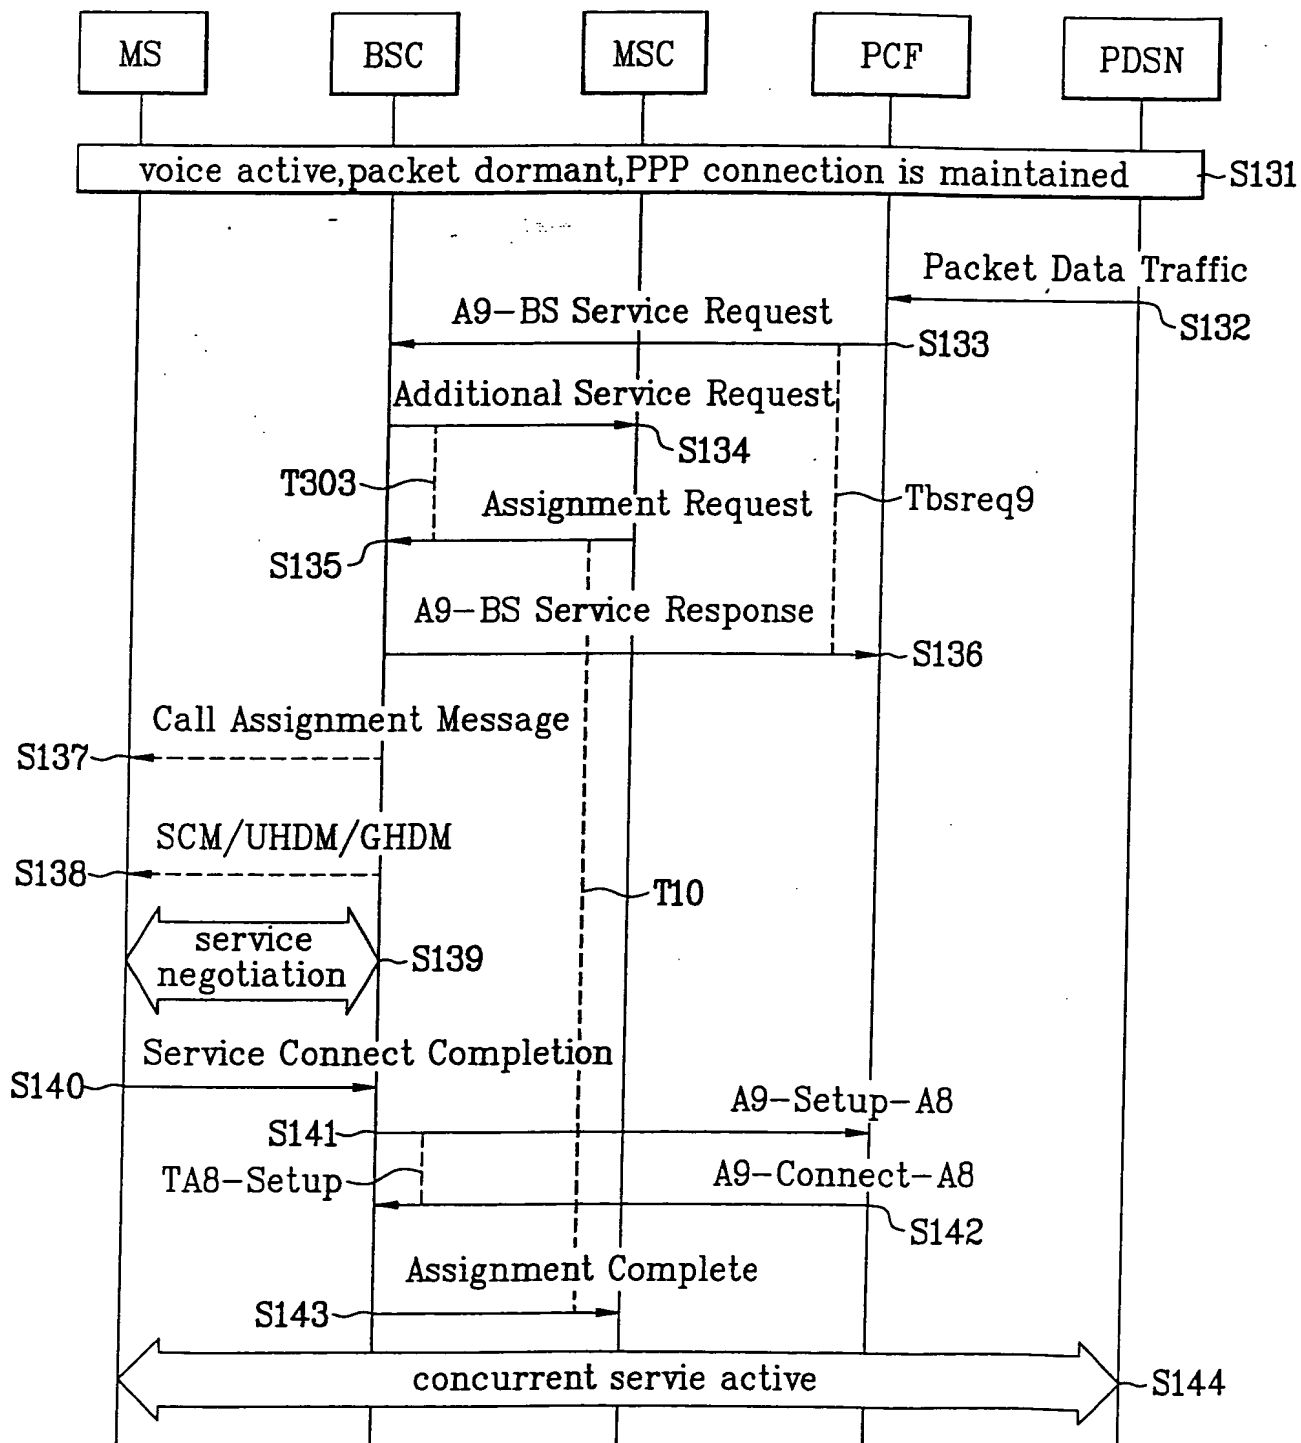 MS
BSC
MSC
PCF
PDSN
voice active,packet dormant,PPP connection is maintained
S131
Packet Data Traffic
S132
A9-BS Service Request
S133
Additional Service Request
S134
T303
Assignment Request
Tbsreq9
S135
A9-BS Service Response
S136
Call Assignment Message
S137
SCM/UHDM/GHDM
S138
T10
service
negotiation
S139
Service Connect Completion
S140
A9-Setup-A8
S141
TA8-Setup
A9-Connect-A8
S142
Assignment Complete
S143
concurrent servie active
S144